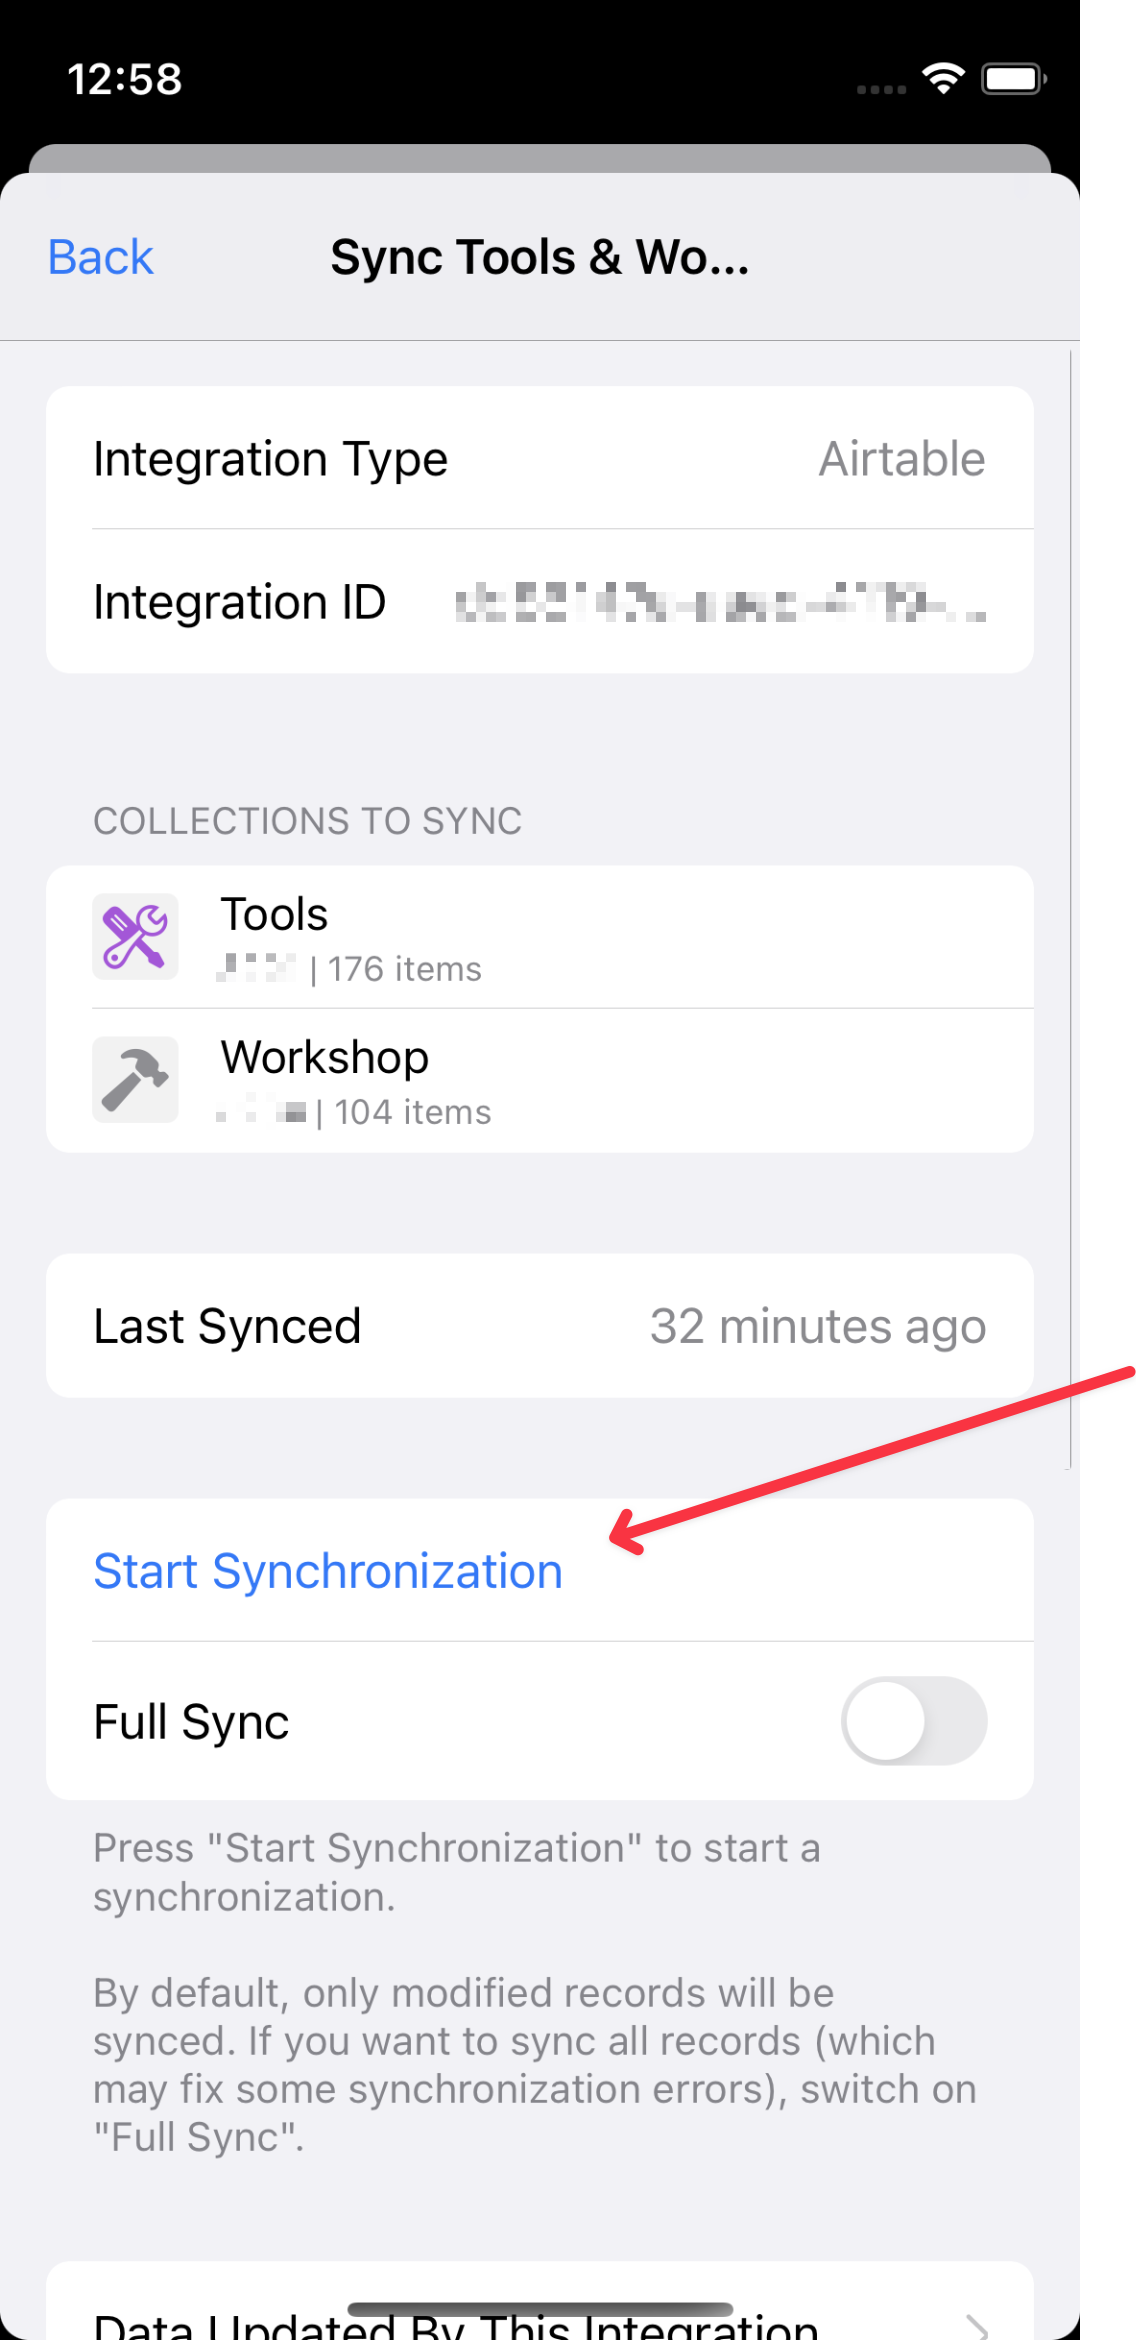 12:58
Back
Sync Tools & Wo...
Integration Type
Airtable
Integration ID
COLLECTIONS TO SYNC
Tools
| 176 items
Workshop
| 104 items
Last Synced
32 minutes ago
Start Synchronization
Full Sync
Press "Start Synchronization" to start a
synchronization.
By default, only modified records will be
synced. If you want to sync all records (which
may fix some synchronization errors), switch on
"Full Sync".
Data Updated By This Integration